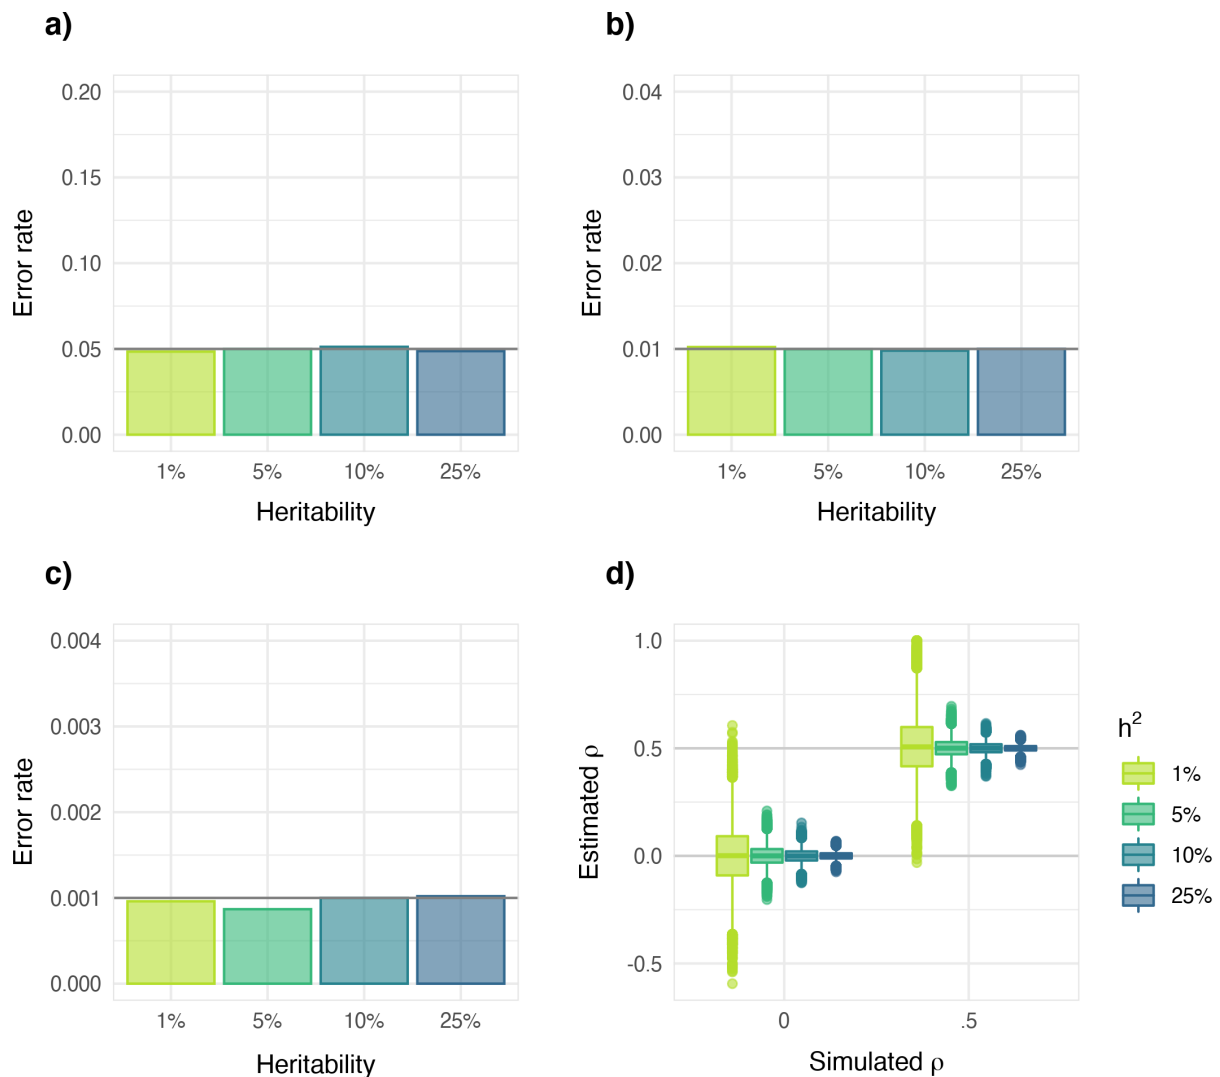 a)
0.20
0.15
0.10
0.05
0.00
Error rate
1% 5% 10% 25%
Heritability
b)
0.04
0.03
0.02
0.01
0.00
Error rate
1% 5% 10% 25%
Heritability
c)
0.004
0.003
0.002
0.001
0.000
Error rate
1% 5% 10% 25%
Heritability
d)
1.0
0.5
0.0
-0.5
Estimated ρ
0 .5
Simulated ρ
h²
1%
5%
10%
25%